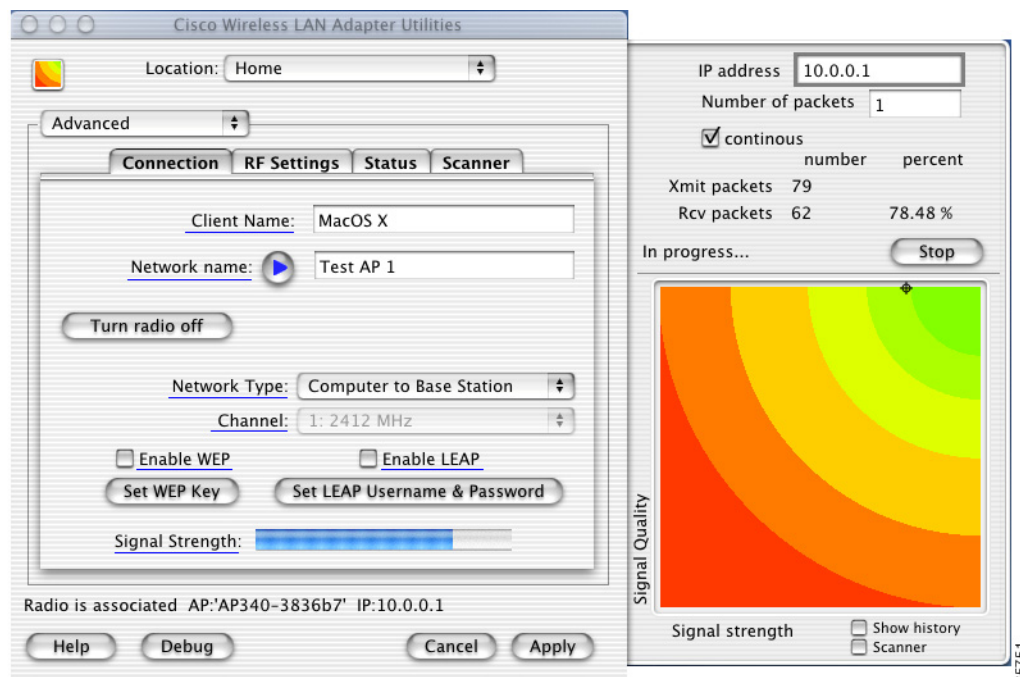 Cisco Wireless LAN Adapter Utilities
Location: Home
Advanced
Connection RF Settings Status Scanner
Client Name: MacOS X
Network name: Test AP 1
Turn radio off
Network Type: Computer to Base Station
Channel: 1: 2412 MHz
Enable WEP Enable LEAP
Set WEP Key Set LEAP Username & Password
Signal Strength:
Radio is associated AP:'AP340-3836b7' IP:10.0.0.1
Help Debug Cancel Apply
IP address 10.0.0.1
Number of packets 1
continous
number percent
Xmit packets 79
Rcv packets 62 78.48 %
In progress... Stop
Signal Quality
Signal strength
Show history
Scanner